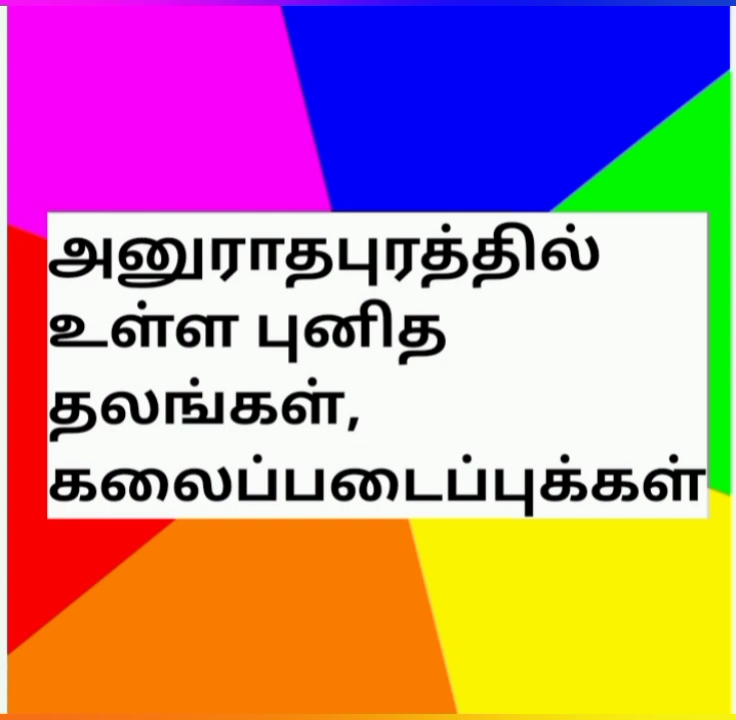 அனுராதபுரத்தில்
உள்ள புனித
தலங்கள்,
கலைப்படைப்புக்கள்